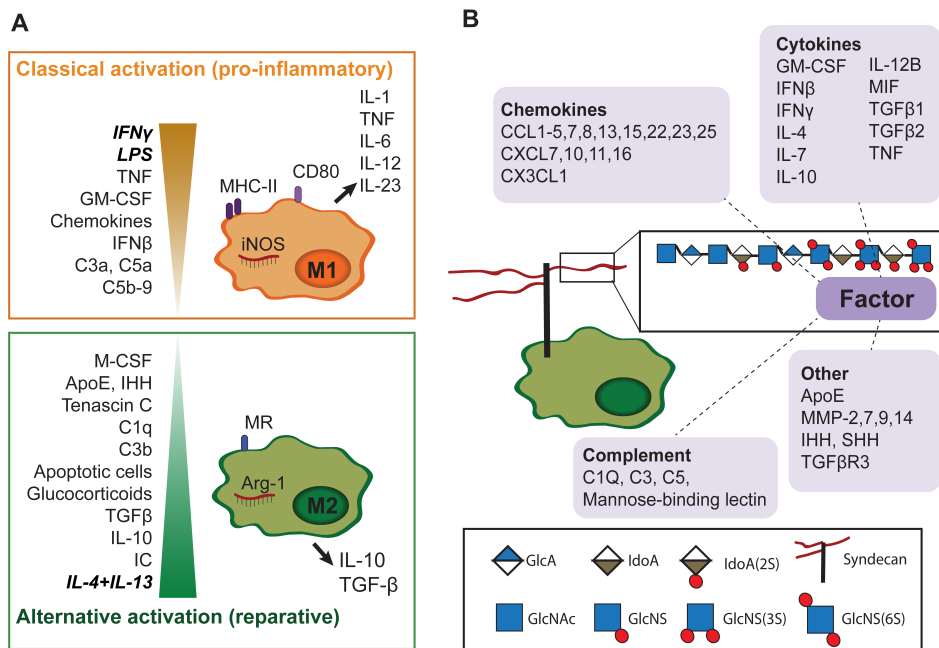 A
Classical activation (pro-inflammatory)
IFNγ
LPS
TNF
GM-CSF
Chemokines
IFNβ
C3a, C5a
C5b-9
MHC-II
CD80
iNOS
M1
IL-1
TNF
IL-6
IL-12
IL-23
M-CSF
ApoE, IHH
Tenascin C
C1q
C3b
Apoptotic cells
Glucocorticoids
TGFβ
IL-10
IC
IL-4+IL-13
MR
Arg-1
M2
IL-10
TGF-β
Alternative activation (reparative)
B
Chemokines
CCL1-5,7,8,13,15,22,23,25
CXCL7,10,11,16
CX3CL1
Cytokines
GM-CSF
IFNβ
IFNγ
IL-4
IL-7
IL-10
IL-12B
MIF
TGFβ1
TGFβ2
TNF
Factor
Other
ApoE
MMP-2,7,9,14
IHH, SHH
TGFβR3
Complement
C1Q, C3, C5,
Mannose-binding lectin
GlcA
IdoA
IdoA(2S)
Syndecan
GlcNAc
GlcNS
GlcNS(3S)
GlcNS(6S)